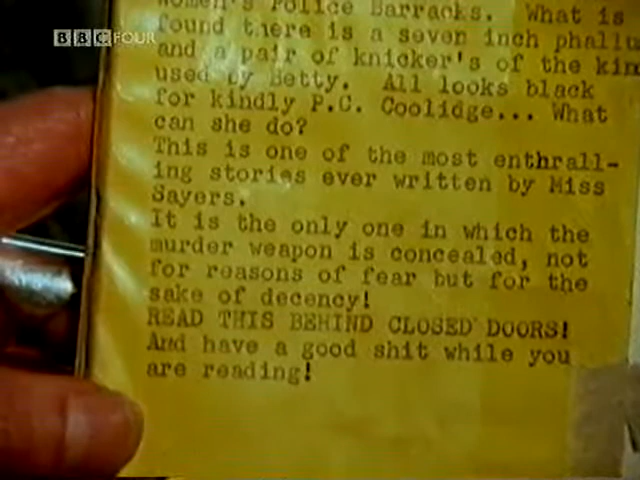 BBC FOUR
Women's Police Barracks. What is
found there is a seven inch phallu
and a pair of knicker's of the kin
used by Betty. All looks black
for kindly P.C. Coolidge... What
can she do?
This is one of the most enthrall-
ing stories ever written by Miss
Sayers.
It is the only one in which the
murder weapon is concealed, not
for reasons of fear but for the
sake of decency!
READ THIS BEHIND CLOSED DOORS!
And have a good shit while you
are reading!